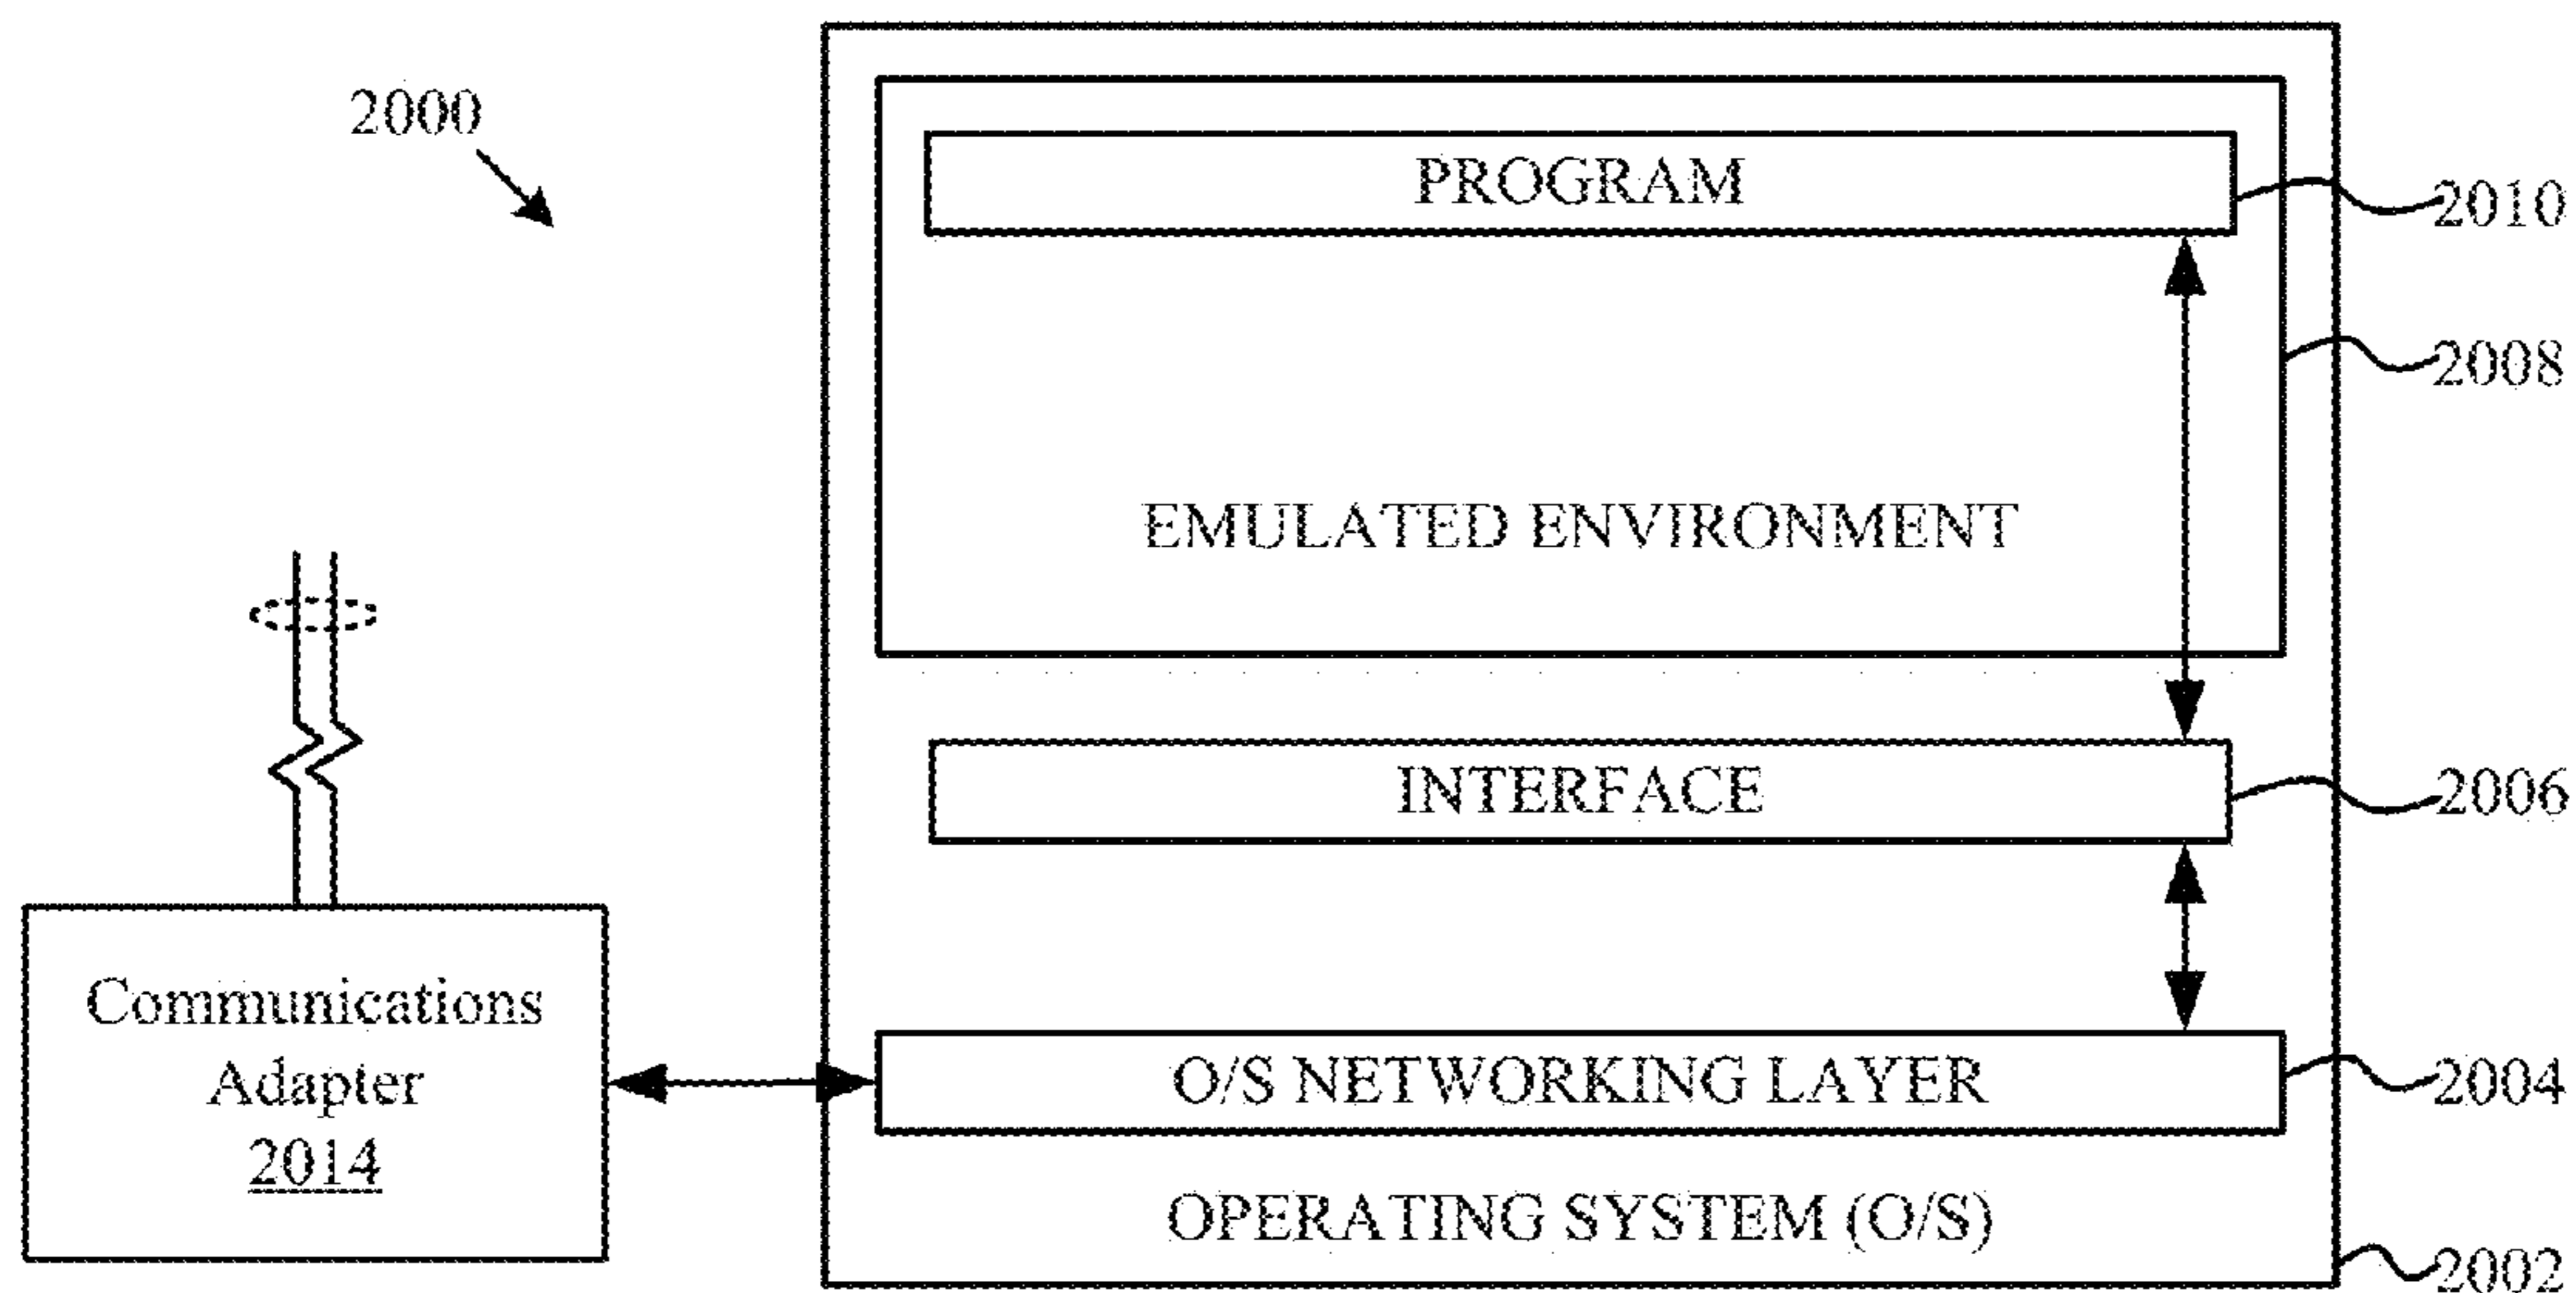 2000
PROGRAM
2010
2008
EMULATED ENVIRONMENT
INTERFACE
2006
Communications
Adapter
2014
O/S NETWORKING LAYER
2004
OPERATING SYSTEM (O/S)
2002